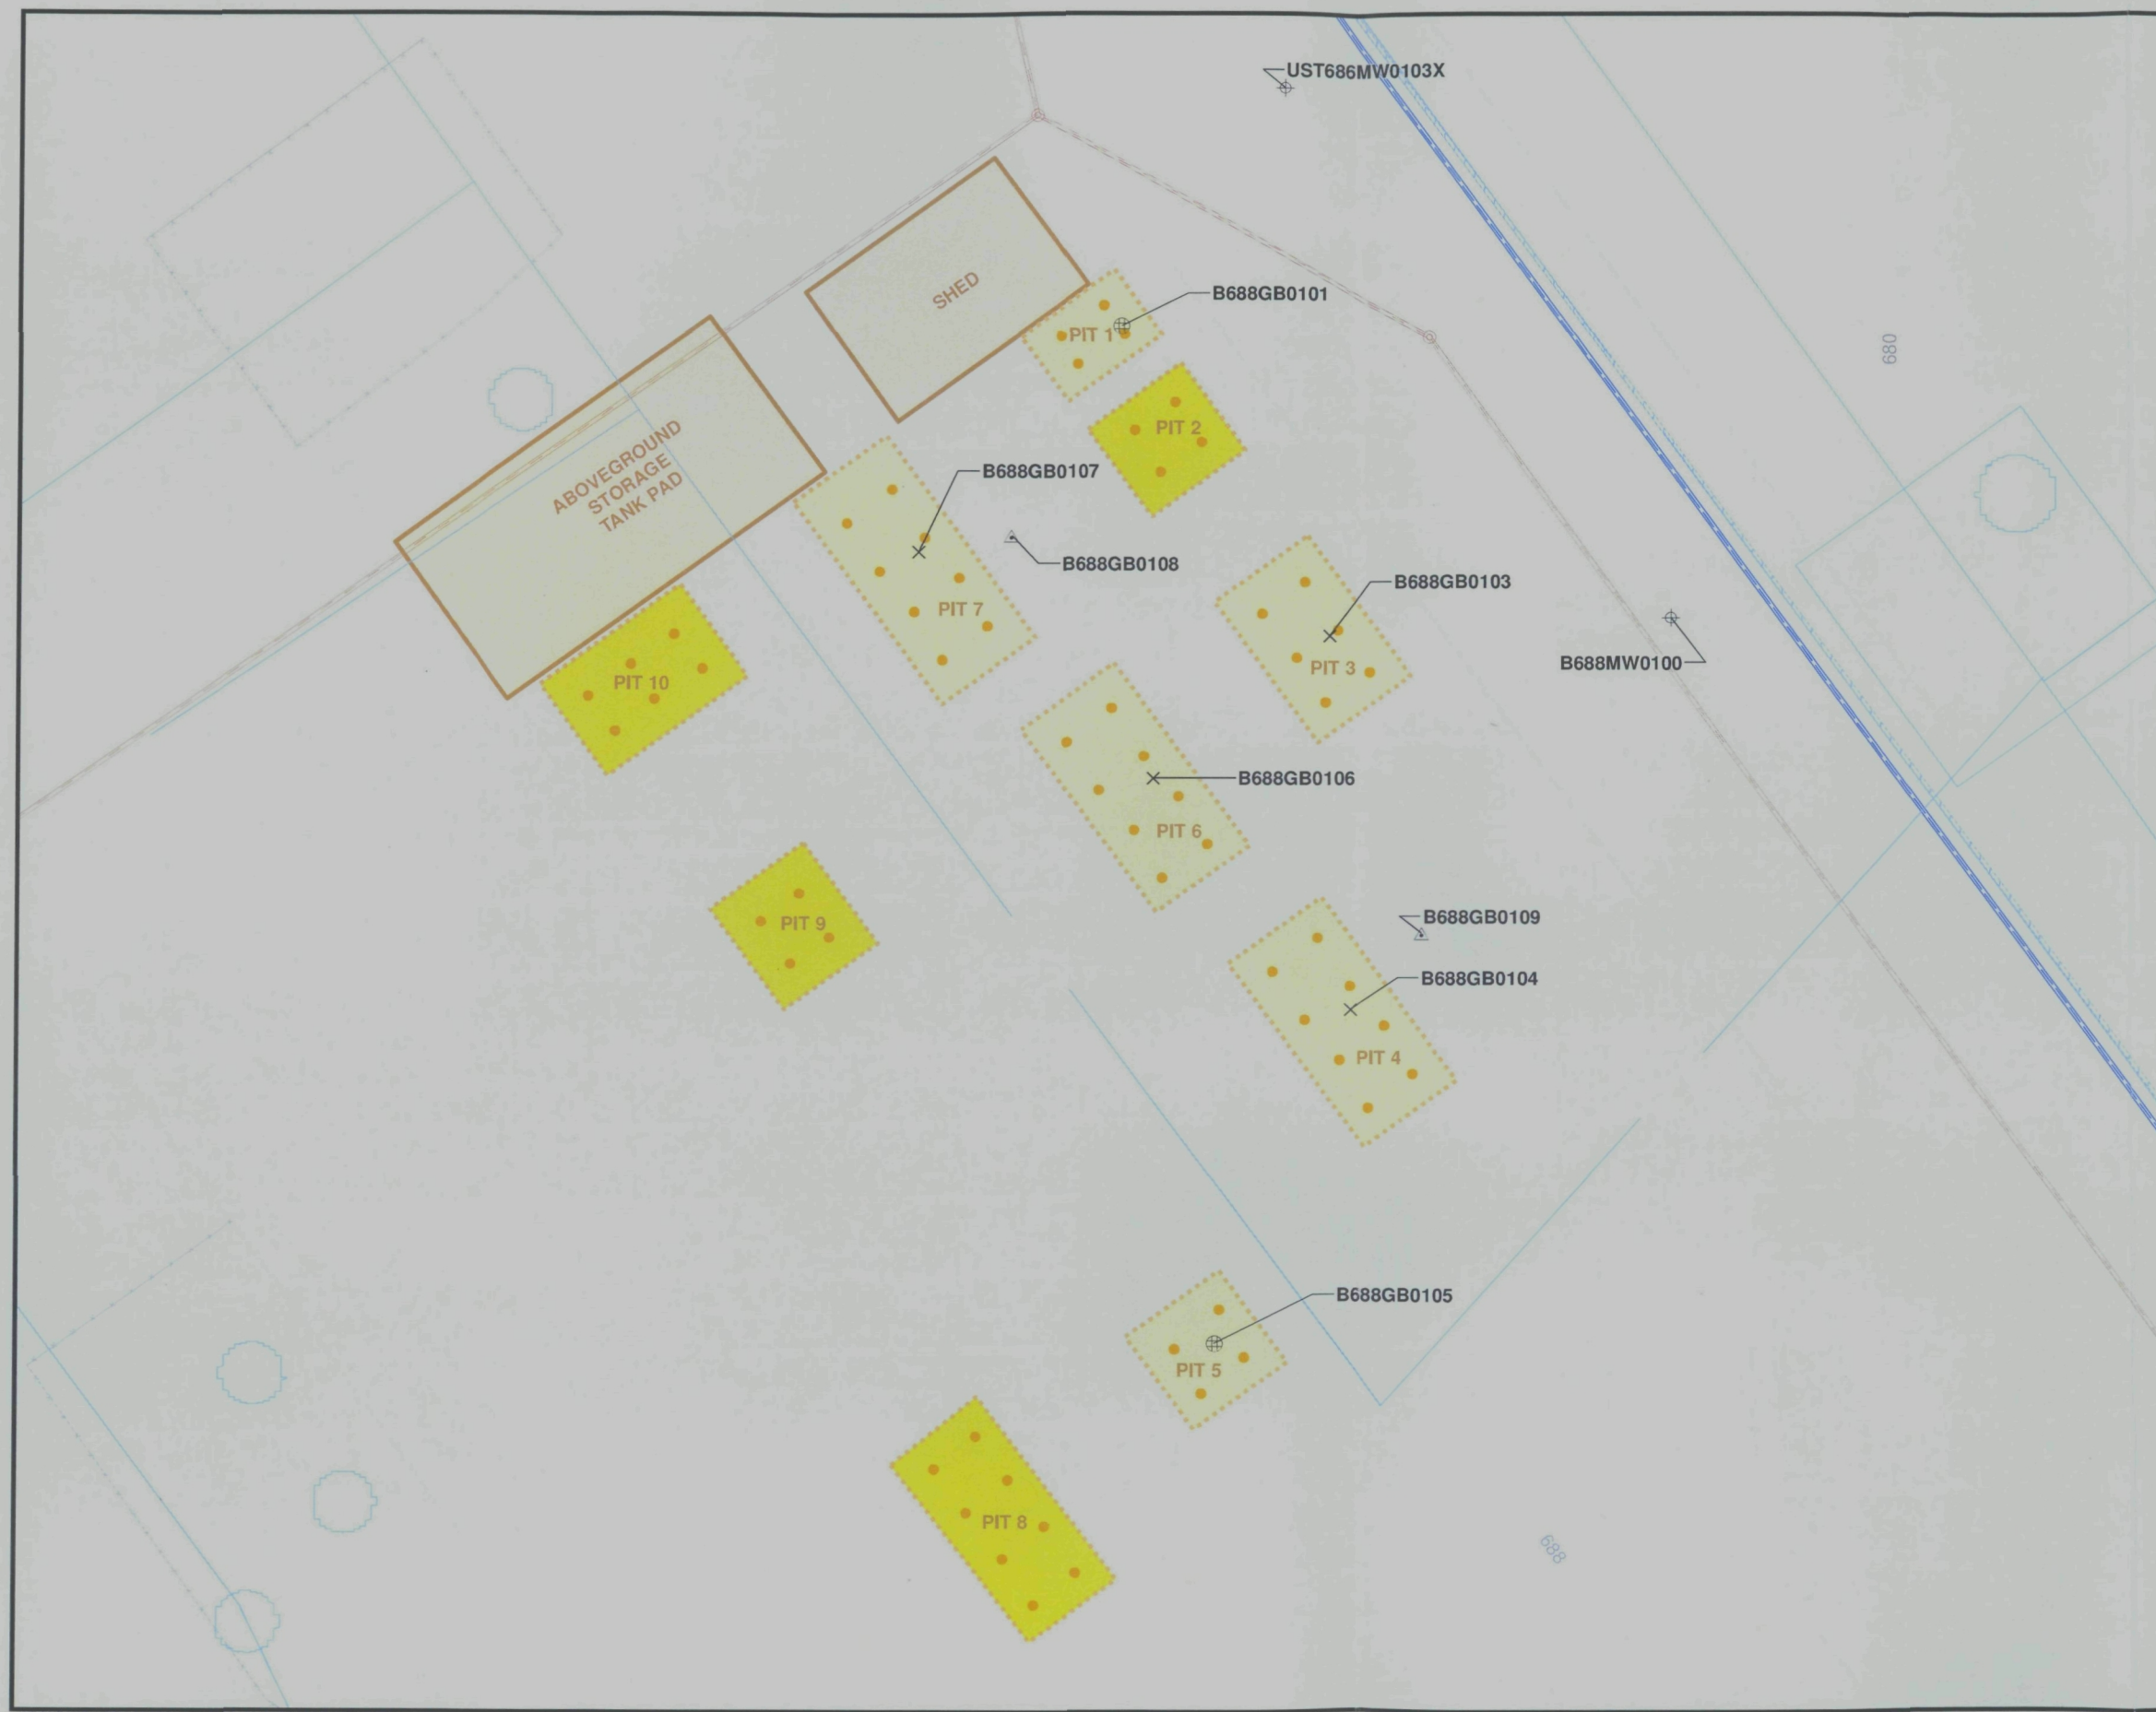 UST686MW0103X
SHED
B688GB0101
PIT 1
680
ABOVEGROUND
STORAGE
TANK PAD
PIT 2
B688GB0107
B688GB0108
B688GB0103
PIT 7
PIT 3
B688MW0100
PIT 10
B688GB0106
PIT 6
PIT 9
B688GB0109
B688GB0104
PIT 4
B688GB0105
PIT 5
PIT 8
688